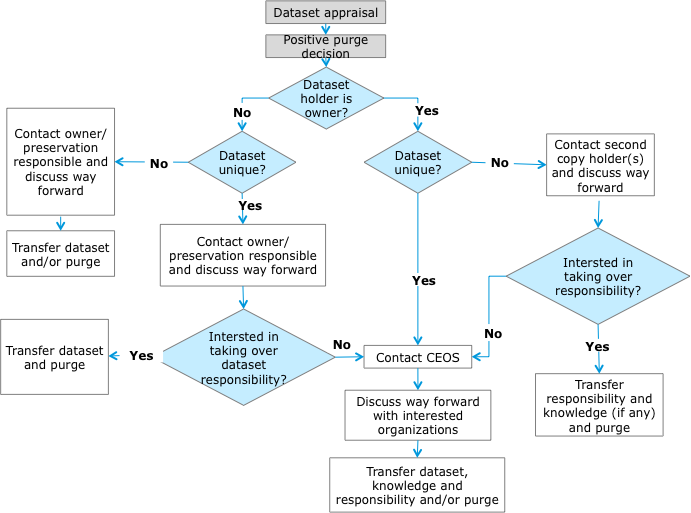 Dataset appraisal
Positive purge
decision
Dataset
holder is
owner?
No
Yes
Contact owner/
preservation
responsible and
discuss way
forward
No
Dataset
unique?
Dataset
unique?
No
Contact second
copy holder(s)
and discuss way
forward
Yes
Transfer dataset
and/or purge
Contact owner/
preservation responsible
and discuss way forward
Yes
Intersted in
taking over
responsibility?
Transfer dataset
and purge
Yes
Intersted in
taking over
dataset
responsibility?
No
Contact CEOS
No
Yes
Discuss way forward
with interested
organizations
Transfer
responsibility and
knowledge (if any)
and purge
Transfer dataset,
knowledge and
responsibility and/or purge